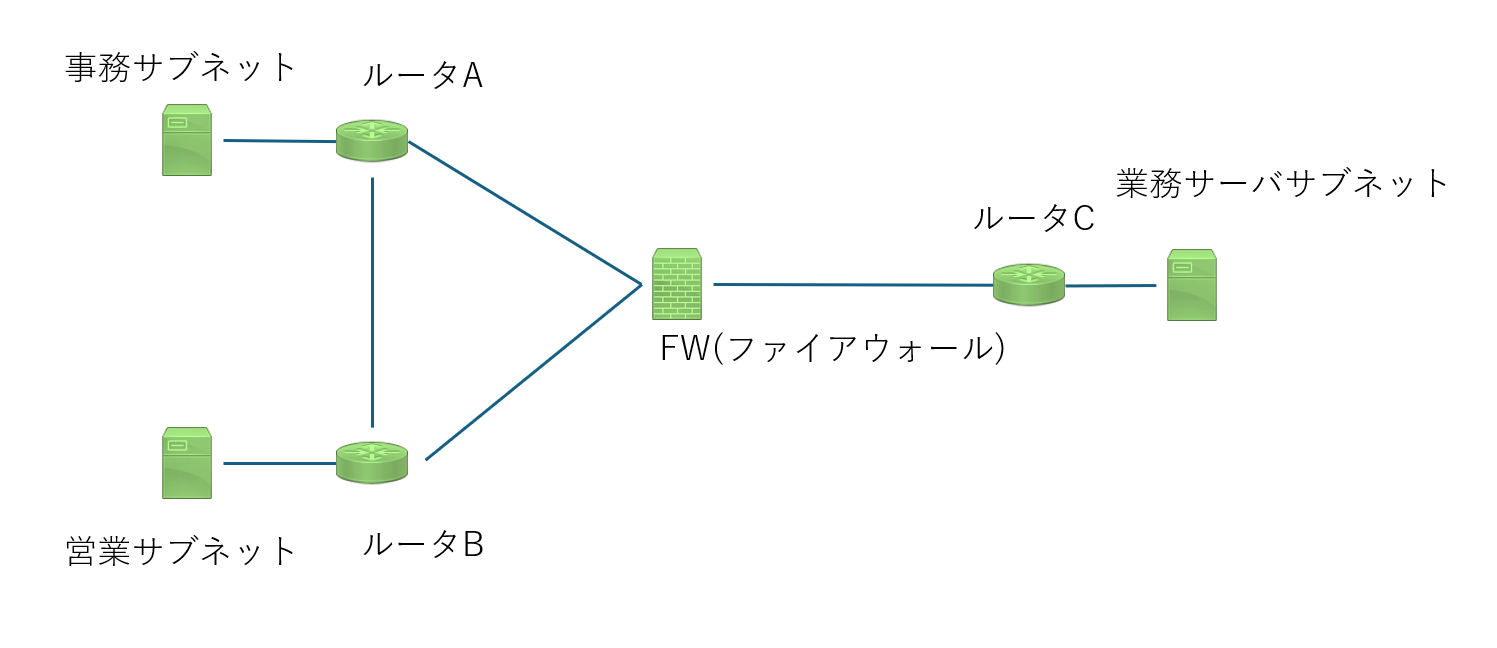 事務サブネット
ルータA
業務サーバサブネット
ルータC
FW(ファイアウォール)
営業サブネット
ルータB